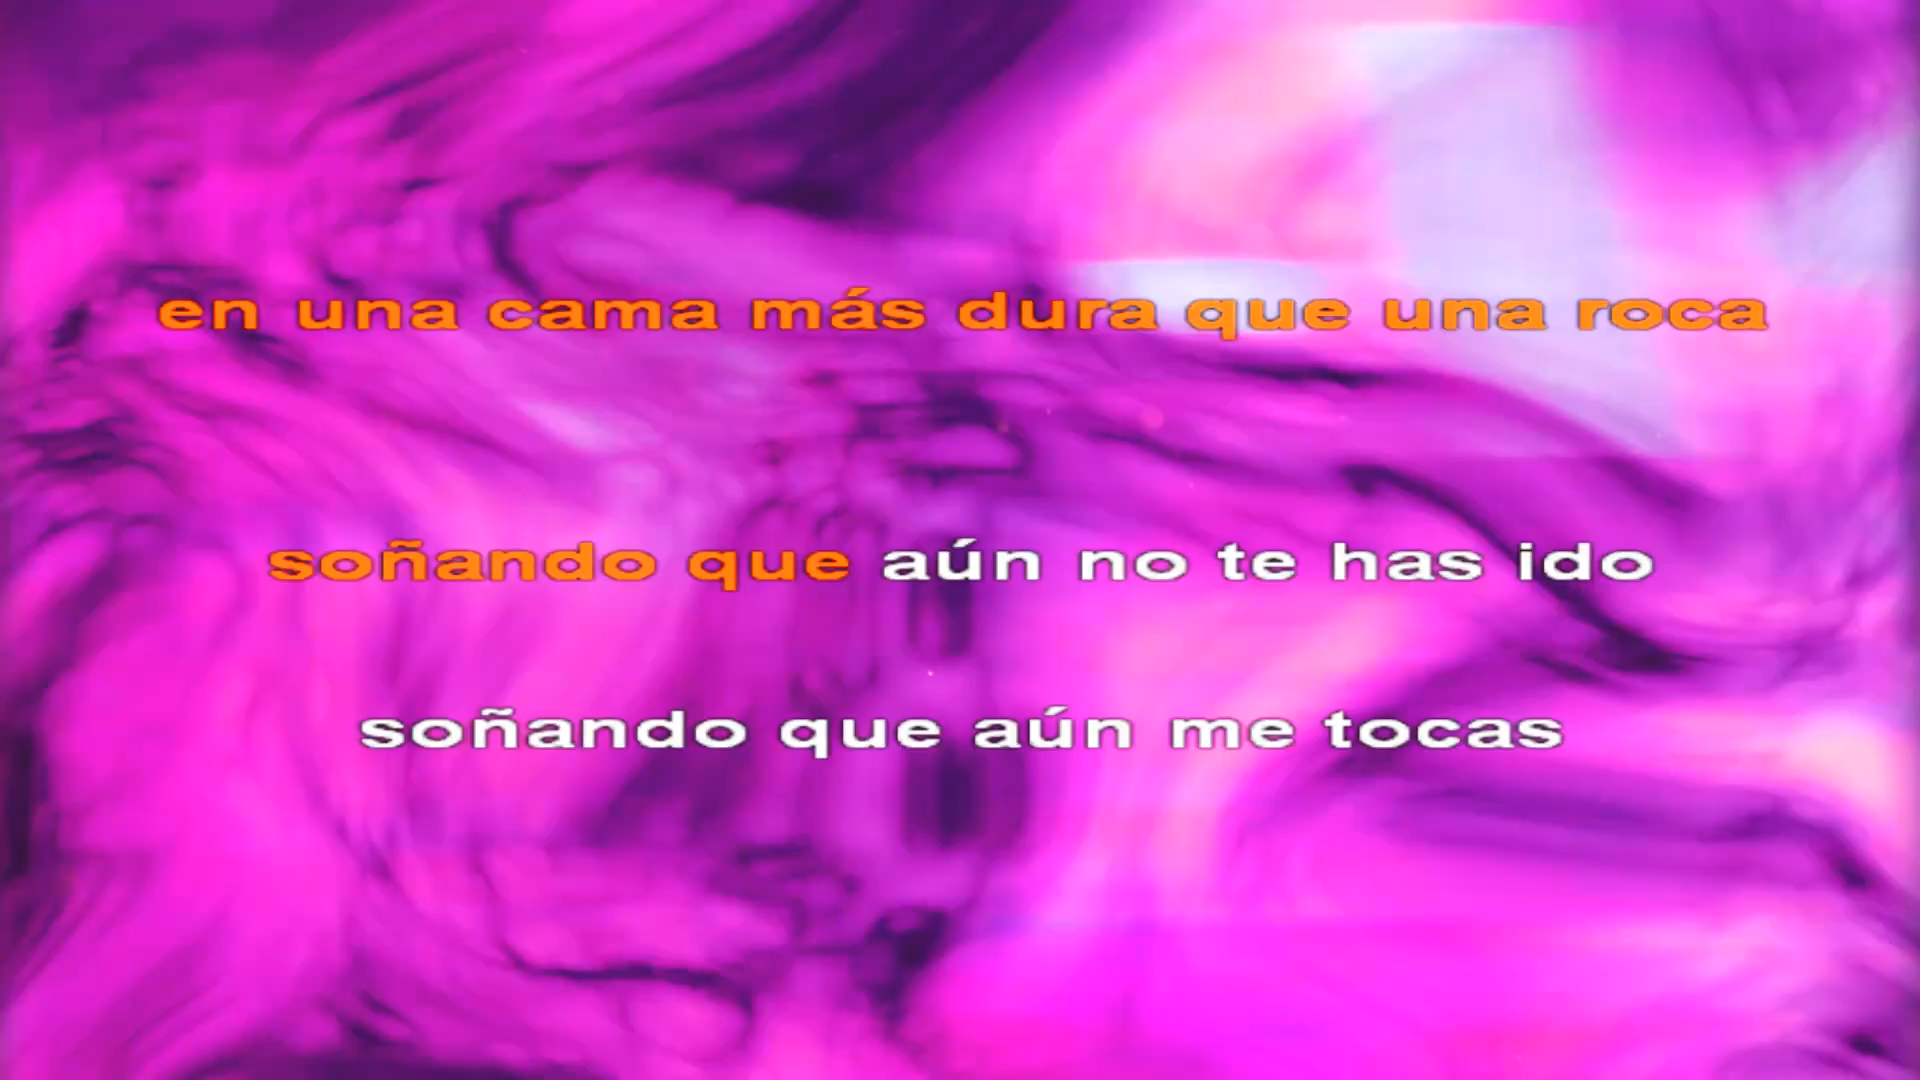 en una cama más dura que una roca
soñando que aún no te has ido
soñando que aún me tocas